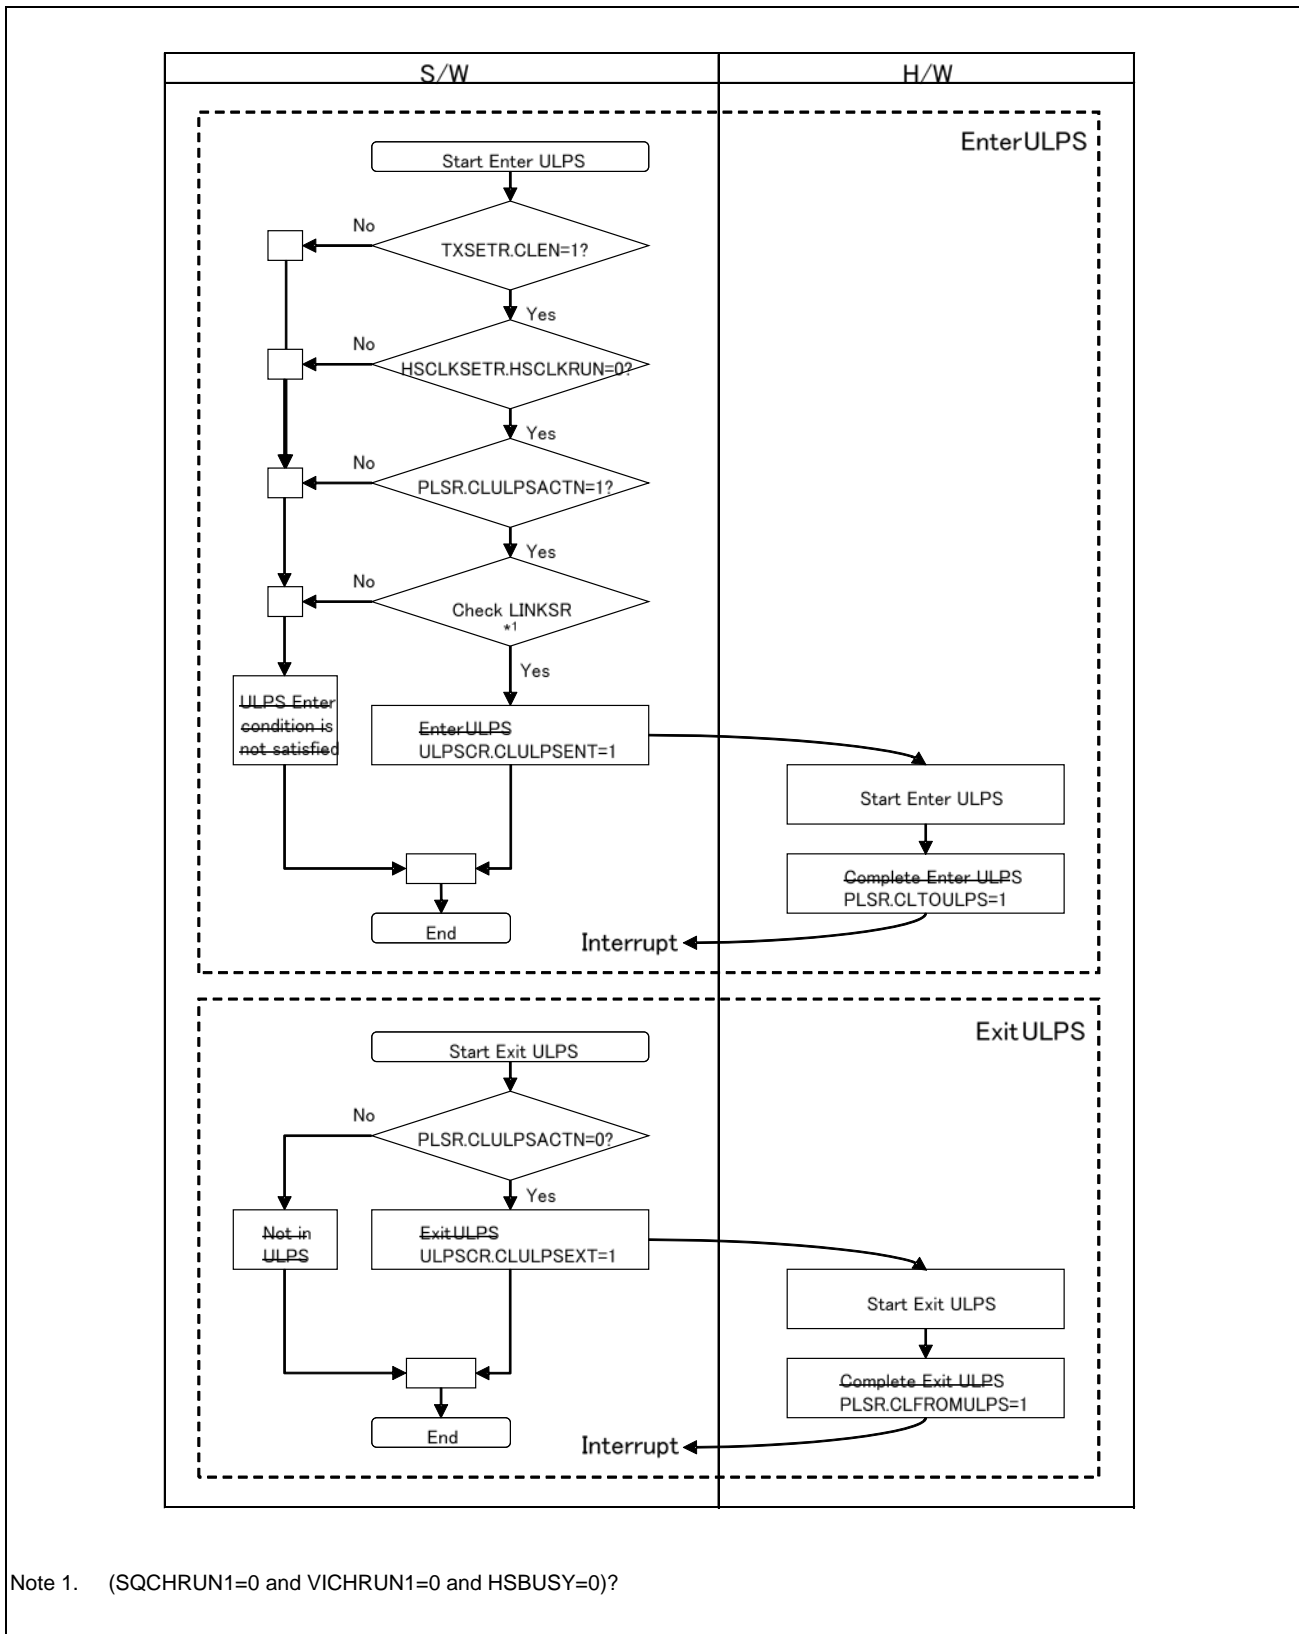 S/W
H/W
EnterULPS
Start Enter ULPS
TXSETR.CLEN=1?
No
Yes
HSCLKSETR.HSCLKRUN=0?
No
Yes
PLSR.CLULPSACTN=1?
No
Yes
Check LINKSR
*1
No
Yes
ULPS Enter
condition is
not satisfied
EnterULPS
ULPSCR.CLULPSENT=1
Start Enter ULPS
Complete Enter ULPS
PLSR.CLTOULPS=1
End
Interrupt
ExitULPS
Start Exit ULPS
No
PLSR.CLULPSACTN=0?
Yes
Not in
ULPS
ExitULPS
ULPSCR.CLULPSEXT=1
Start Exit ULPS
Complete Exit ULPS
PLSR.CLFROMULPS=1
End
Interrupt
Note 1. (SQCHRUN1=0 and VICHRUN1=0 and HSBUSY=0)?